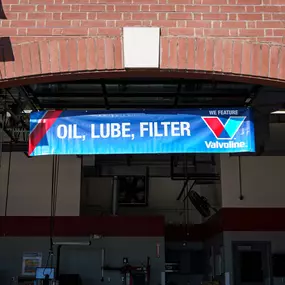 OIL, LUBE, FILTER
WE FEATURE
Valvoline